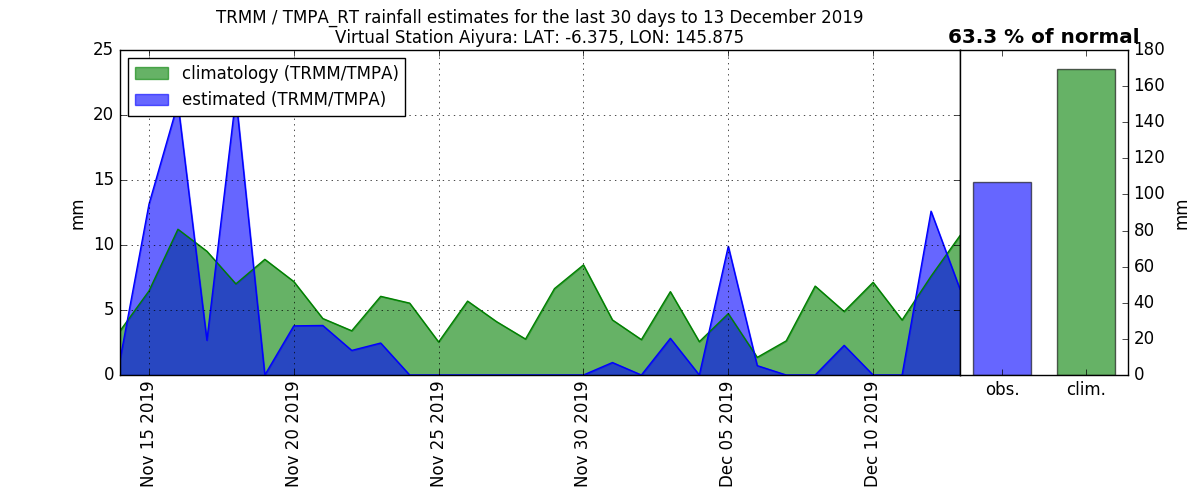 TRMM / TMPA_RT rainfall estimates for the last 30 days to 13 December 2019
Virtual Station Aiyura: LAT: -6.375, LON: 145.875
63.3 % of normal
climatology (TRMM/TMPA)
estimated (TRMM/TMPA)
25
20
15
10
5
0
mm
Nov 15 2019
Nov 20 2019
Nov 25 2019
Nov 30 2019
Dec 05 2019
Dec 10 2019
180
160
140
120
100
80
60
40
20
0
mm
obs.
clim.